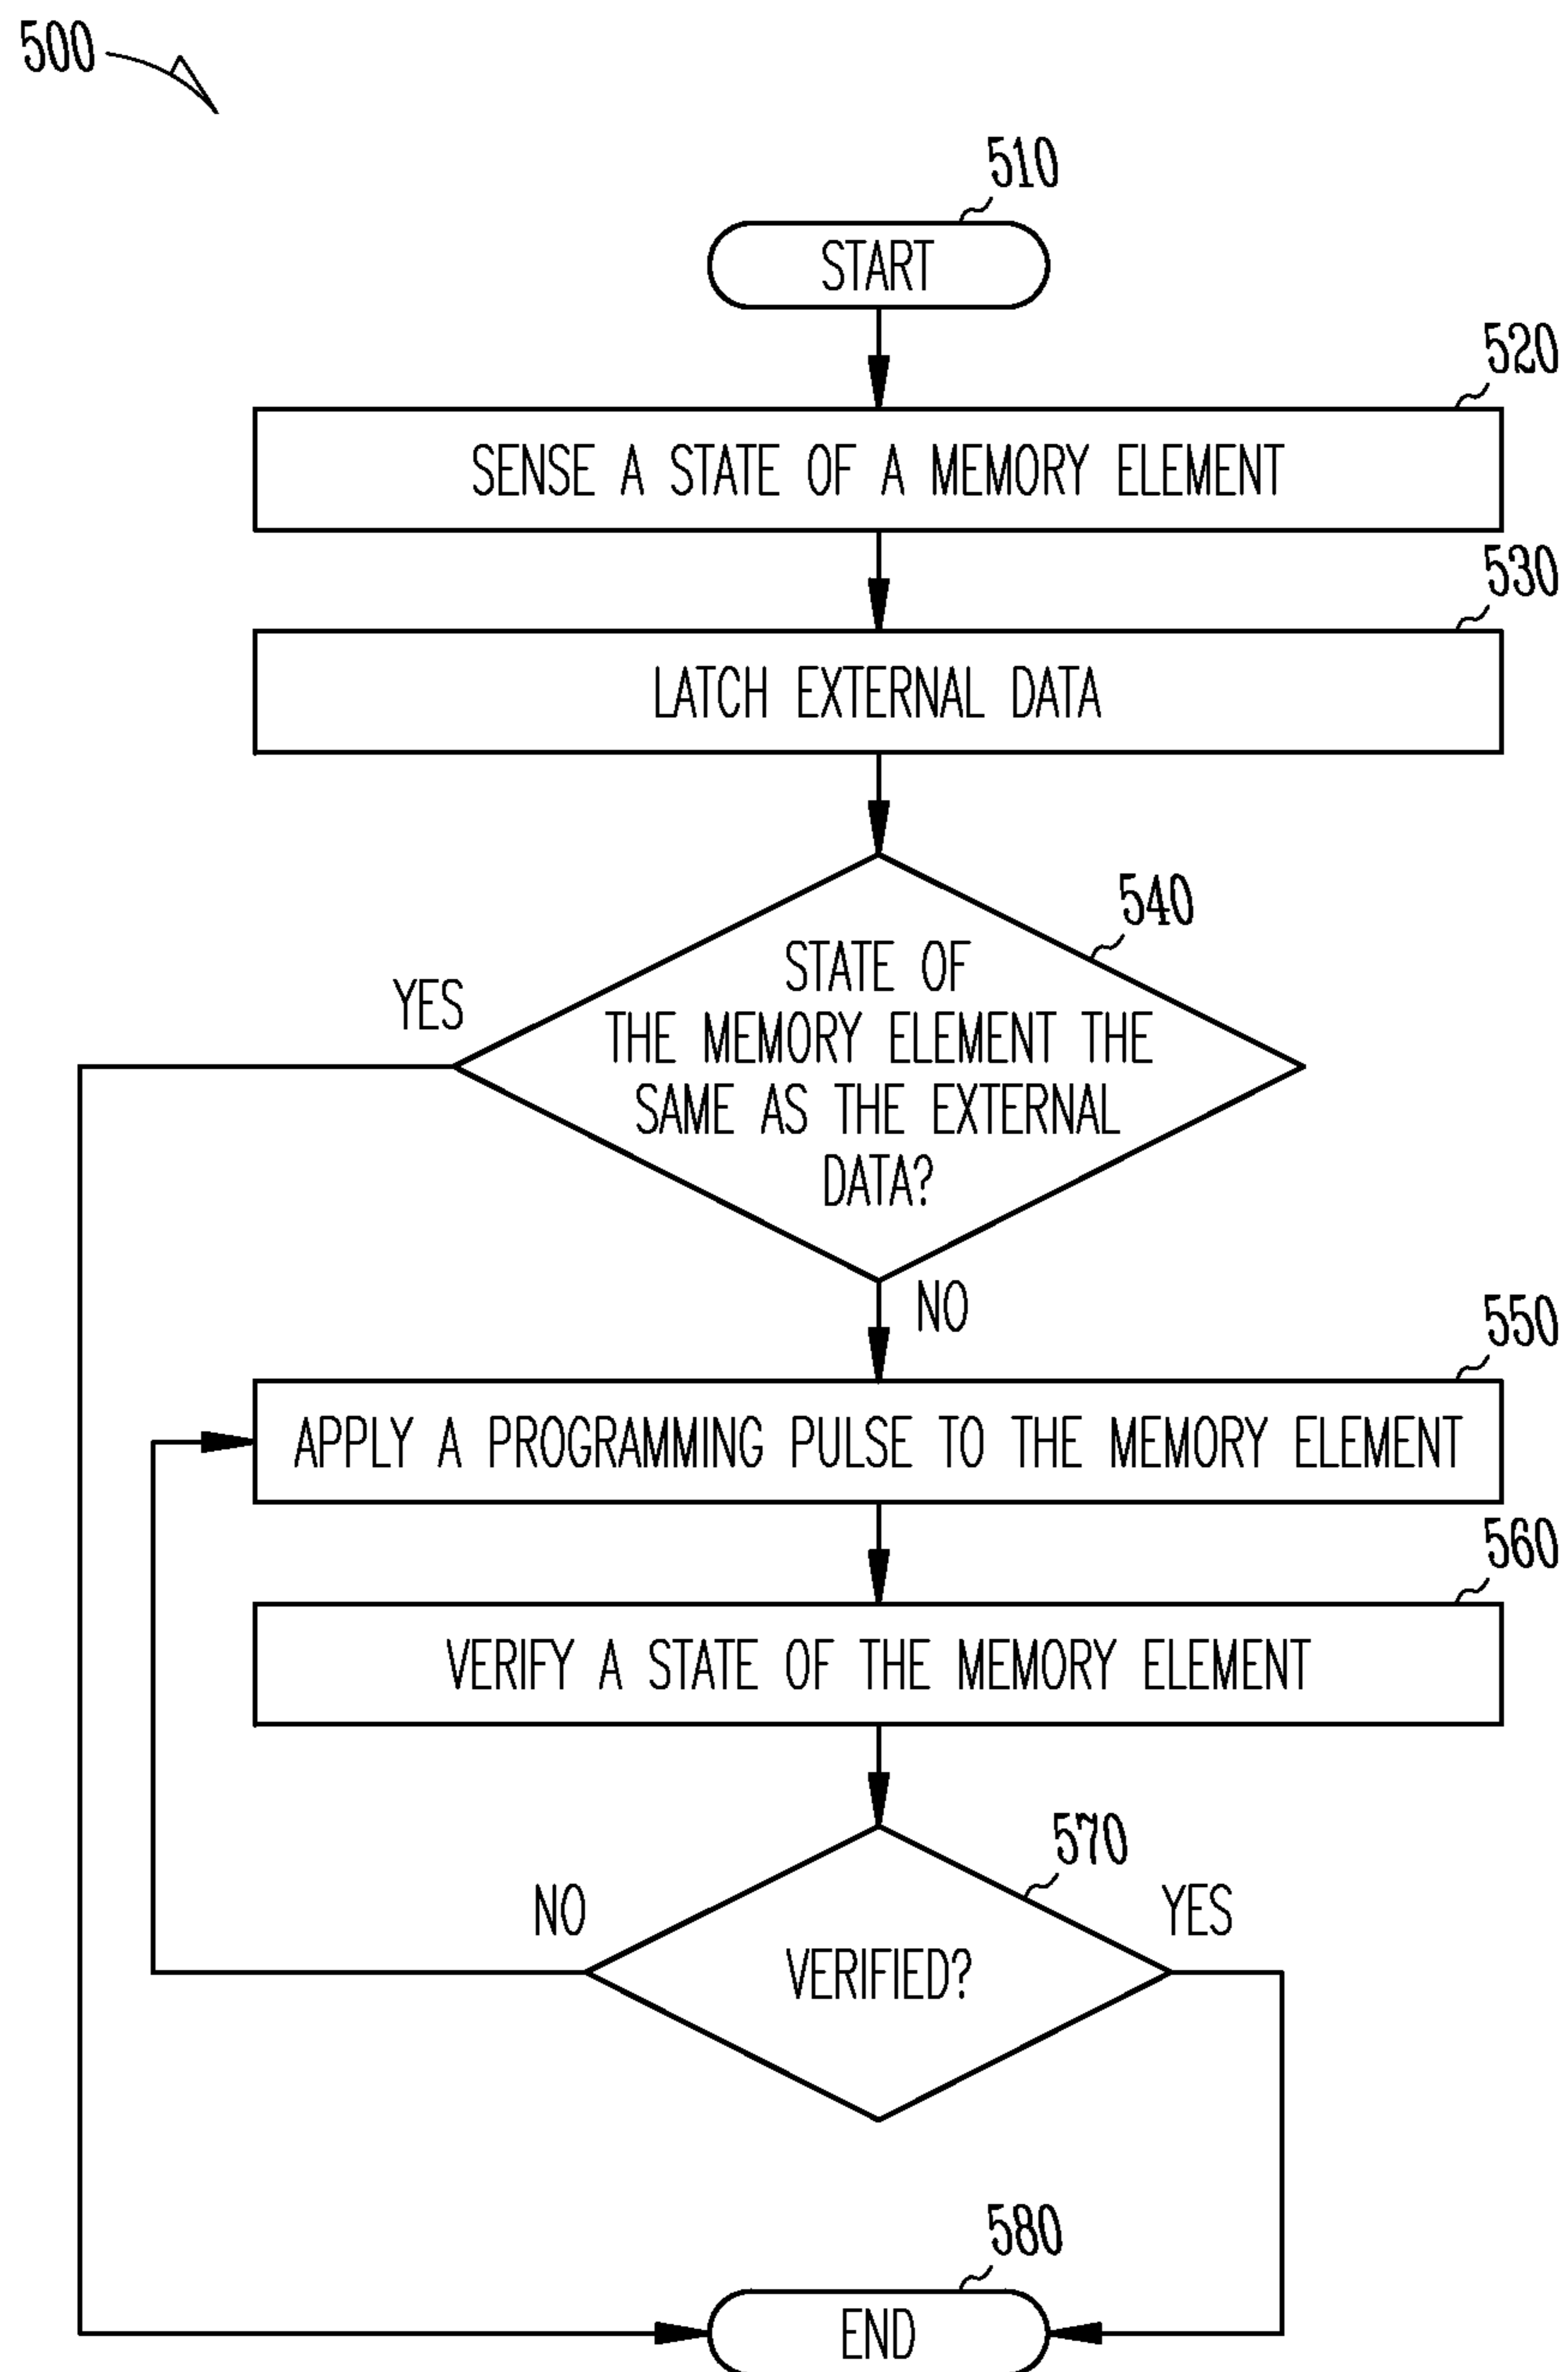 500
510
START
520
SENSE A STATE OF A MEMORY ELEMENT
530
LATCH EXTERNAL DATA
540
STATE OF
THE MEMORY ELEMENT THE
SAME AS THE EXTERNAL
DATA?
YES
NO
550
APPLY A PROGRAMMING PULSE TO THE MEMORY ELEMENT
560
VERIFY A STATE OF THE MEMORY ELEMENT
570
NO
YES
VERIFIED?
580
END